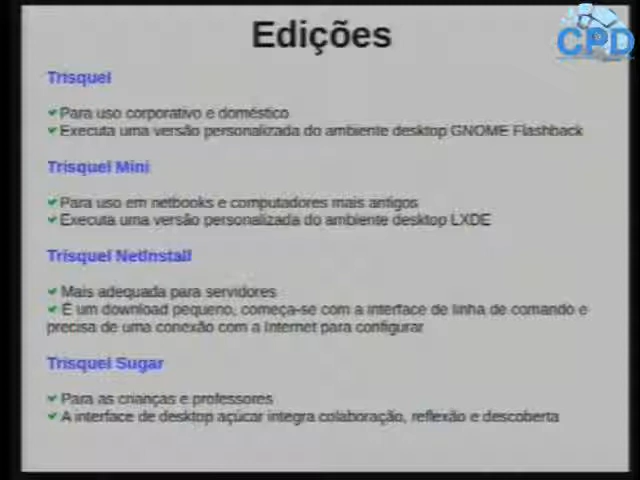 Edições
CPD
Trisquel
Para uso corporativo e doméstico
Executa uma versão personalizada do ambiente desktop GNOME Flashback
Trisquel Mini
Para uso em netbooks e computadores mais antigos
Executa uma versão personalizada do ambiente desktop LXDE
Trisquel NetInstall
Mais adequada para servidores
É um download pequeno, começa-se com a interface de linha de comando e
precisa de uma conexão com a Internet para configurar
Trisquel Sugar
Para as crianças e professores
A interface de desktop açúcar integra colaboração, reflexão e descoberta